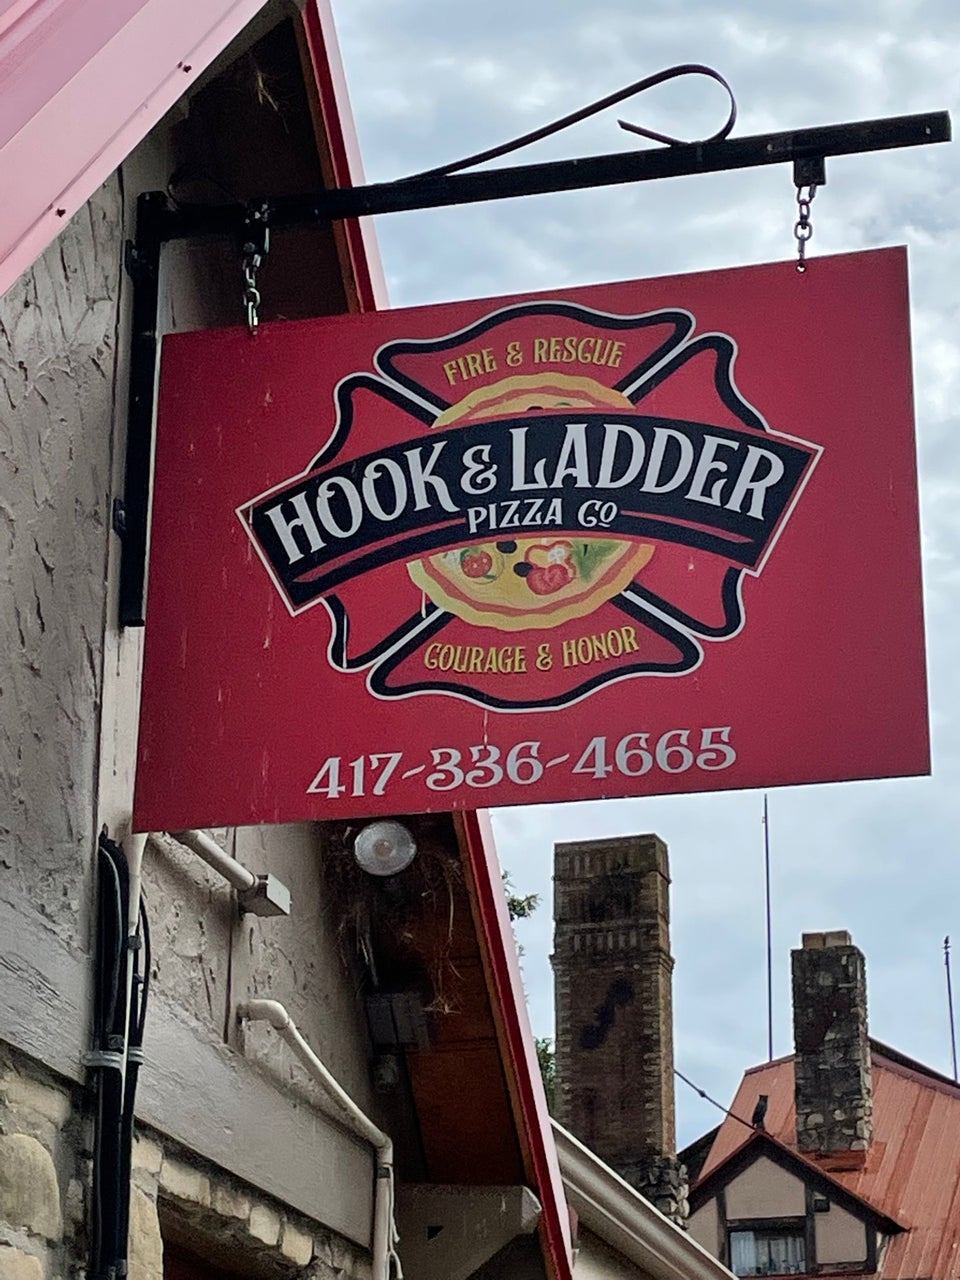 FIRE & RESCUE
HOOK & LADDER
PIZZA Co
COURAGE & HONOR
417-336-4665